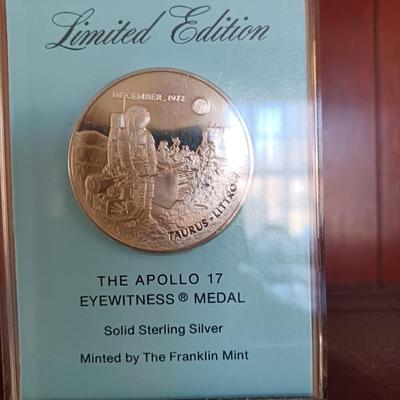 Limited Edition
DECEMBER, 1972
TAURUS-LITTROW
THE APOLLO 17
EYEWITNESS® MEDAL
Solid Sterling Silver
Minted by The Franklin Mint